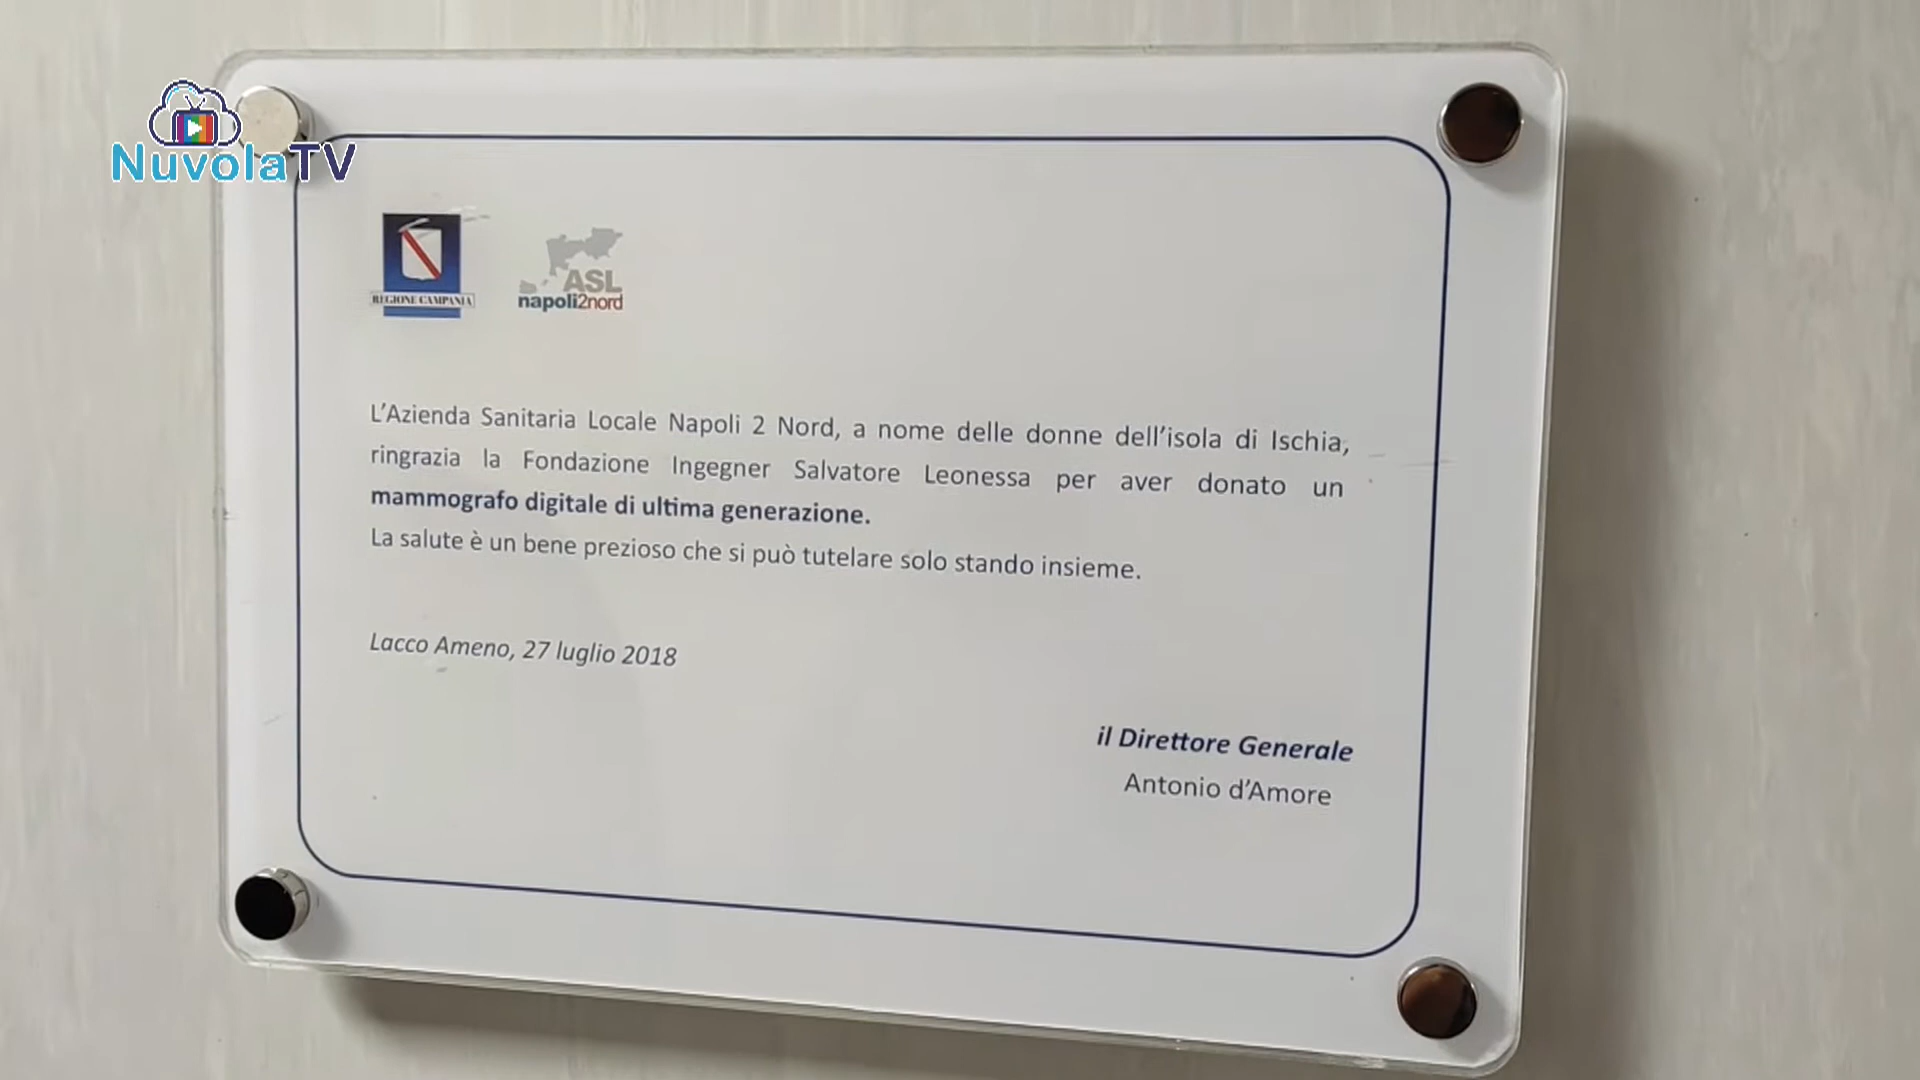 NuvolaTV
REGIONE CAMPANIA
ASL
napoli2nord
L'Azienda Sanitaria Locale Napoli 2 Nord, a nome delle donne dell'isola di Ischia,
ringrazia la Fondazione Ingegner Salvatore Leonessa per aver donato un
mammografo digitale di ultima generazione.
La salute è un bene prezioso che si può tutelare solo stando insieme.
Lacco Ameno, 27 luglio 2018
il Direttore Generale
Antonio d'Amore